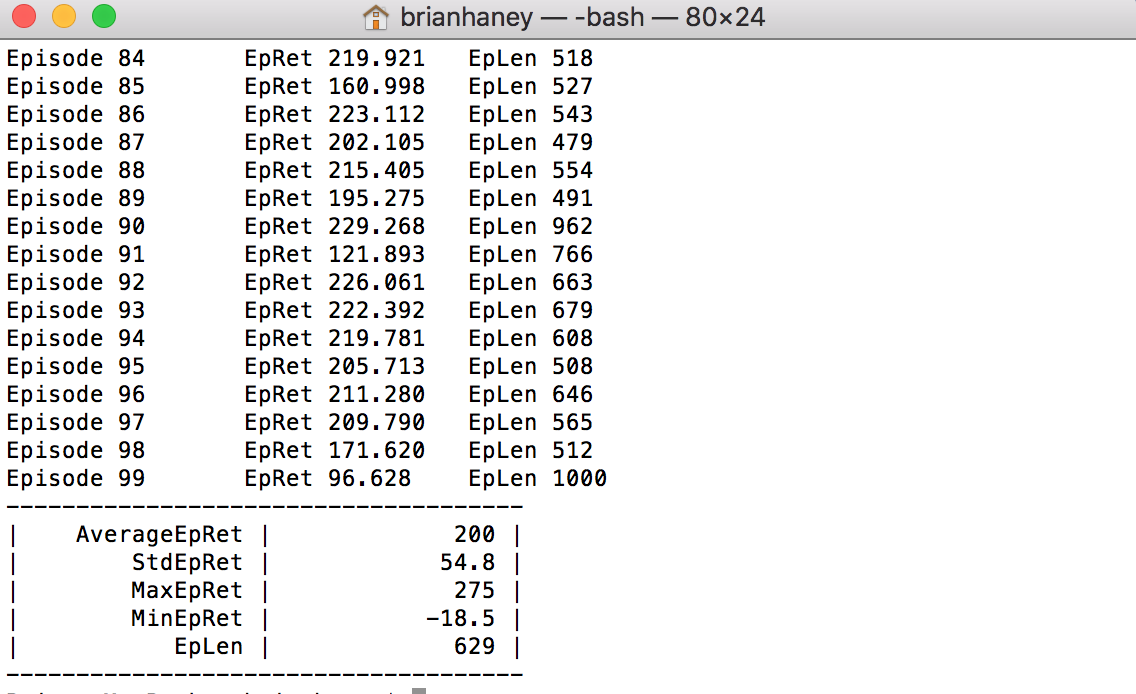 brianhaney — -bash — 80×24
Episode 84 EpRet 219.921 EpLen 518
Episode 85 EpRet 160.998 EpLen 527
Episode 86 EpRet 223.112 EpLen 543
Episode 87 EpRet 202.105 EpLen 479
Episode 88 EpRet 215.405 EpLen 554
Episode 89 EpRet 195.275 EpLen 491
Episode 90 EpRet 229.268 EpLen 962
Episode 91 EpRet 121.893 EpLen 766
Episode 92 EpRet 226.061 EpLen 663
Episode 93 EpRet 222.392 EpLen 679
Episode 94 EpRet 219.781 EpLen 608
Episode 95 EpRet 205.713 EpLen 508
Episode 96 EpRet 211.280 EpLen 646
Episode 97 EpRet 209.790 EpLen 565
Episode 98 EpRet 171.620 EpLen 512
Episode 99 EpRet 96.628 EpLen 1000
-------------------------------------
| AverageEpRet | 200 |
| StdEpRet | 54.8 |
| MaxEpRet | 275 |
| MinEpRet | -18.5 |
| EpLen | 629 |
-------------------------------------